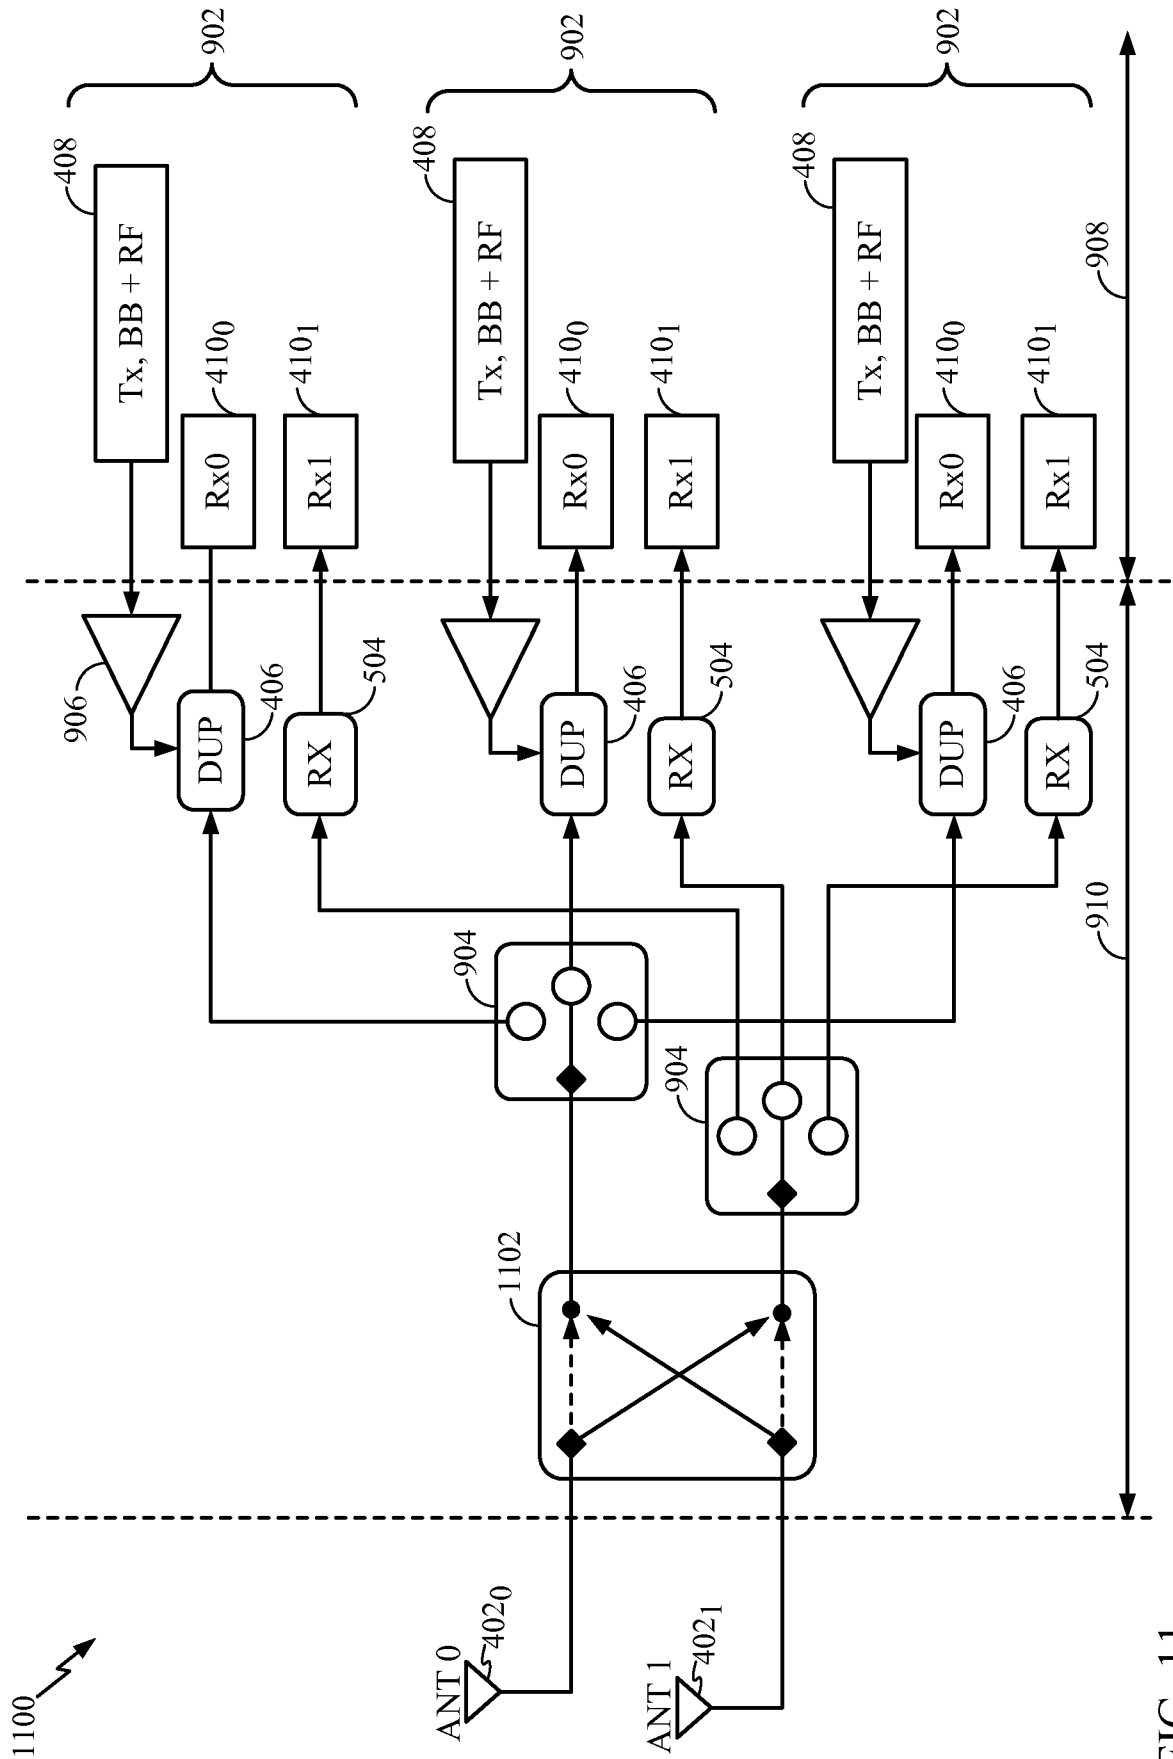 1100
ANT 0
402₀
ANT 1
402₁
1102
904
904
906
DUP
406
RX
504
Tx, BB + RF
408
Rx0
410₀
Rx1
410₁
902
DUP
406
RX
504
Tx, BB + RF
408
Rx0
410₀
Rx1
410₁
902
DUP
406
RX
504
Tx, BB + RF
408
Rx0
410₀
Rx1
410₁
902
910
908
FIG. 11